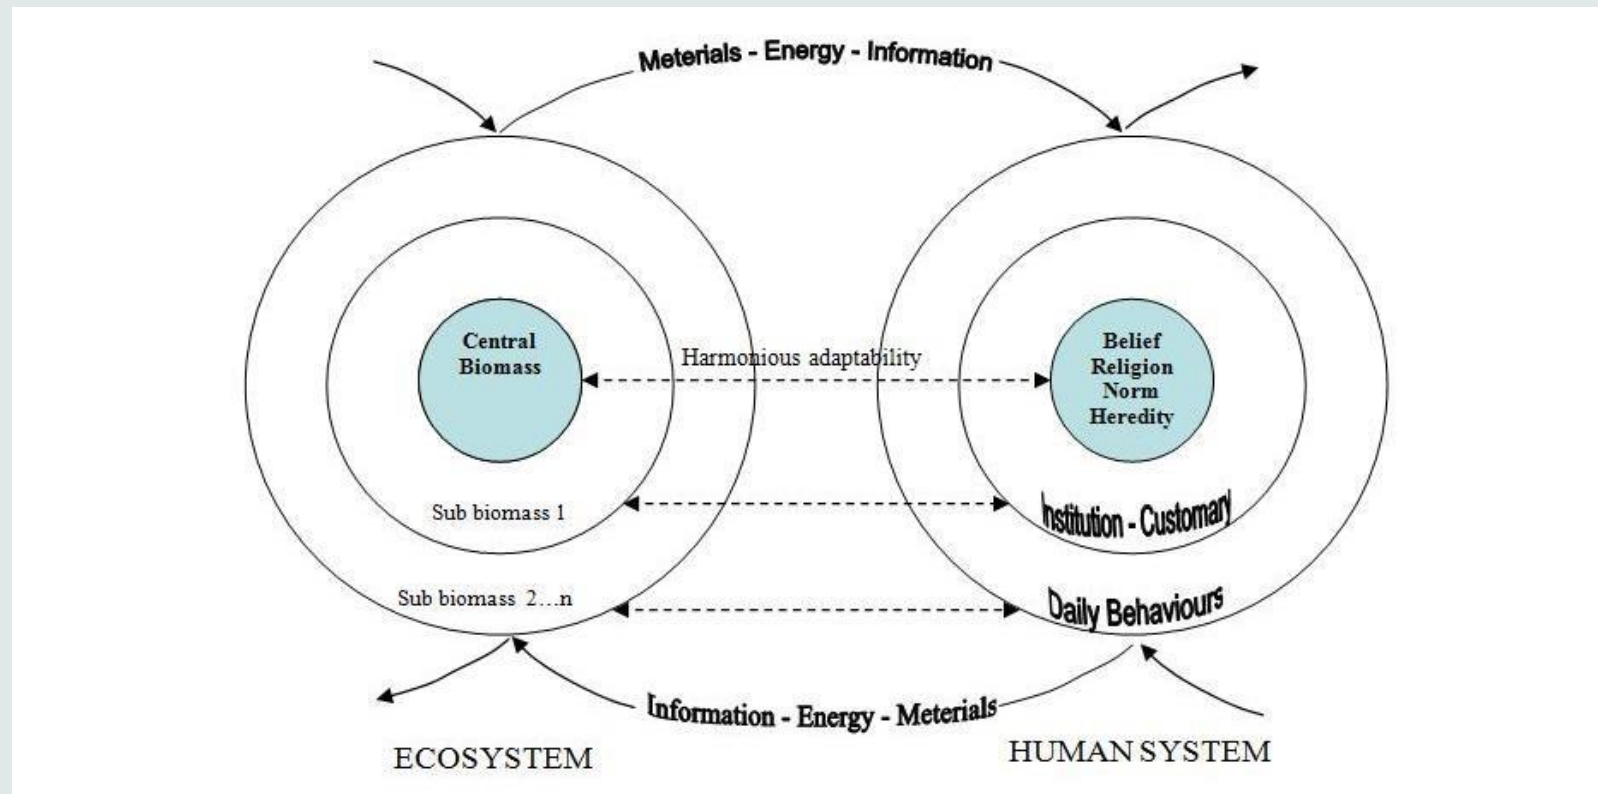 Meterials - Energy - Information
Central
Biomass
Harmonious adaptability
Belief
Religion
Norm
Heredity
Sub biomass 1
Institution - Customary
Sub biomass 2...n
Daily Behaviours
Information - Energy - Meterials
ECOSYSTEM
HUMAN SYSTEM